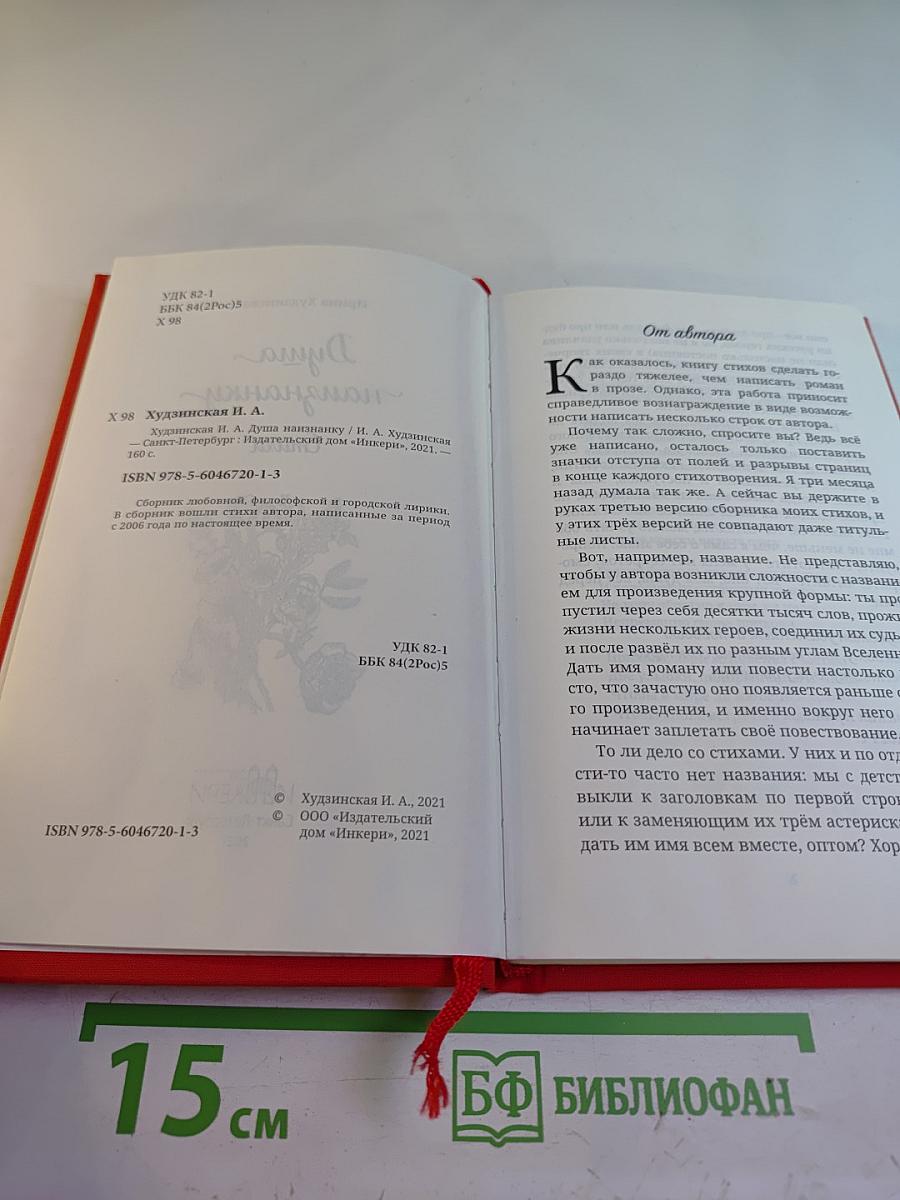 УДК 82-1
ББК 84(2Рос)5
Х 98
Душа
наизнанку
Х 98 Худзинская И. А.
Худзинская И. А. Душа наизнанку / И. А. Худзинская
— Санкт-Петербург : Издательский дом «Инкери», 2021. —
160 с.
ISBN 978-5-6046720-1-3
Сборник любовной, философской и городской лирики.
В сборник вошли стихи автора, написанные за период
с 2006 года по настоящее время.
УДК 82-1
ББК 84(2Рос)5
© Худзинская И. А., 2021
© ООО «Издательский
дом «Инкери», 2021
ISBN 978-5-6046720-1-3
От автора
Как оказалось, книгу стихов сделать го-
раздо тяжелее, чем написать роман
в прозе. Однако, эта работа приносит
справедливое вознаграждение в виде возмож-
ности написать несколько строк от автора.
Почему так сложно, спросите вы? Ведь всё
уже написано, осталось только поставить
значки отступа от полей и разрывы страниц
в конце каждого стихотворения. Я три месяца
назад думала так же. А сейчас вы держите в
руках третью версию сборника моих стихов, и
у этих трёх версий не совпадают даже титуль-
ные листы.
Вот, например, название. Не представляю,
чтобы у автора возникли сложности с названи
ем для произведения крупной формы: ты про
пустил через себя десятки тысяч слов, прожи
жизни нескольких героев, соединил их судь
и после развёл их по разным углам Вселенн
Дать имя роману или повести настолько
сто, что зачастую оно появляется раньше с
го произведения, и именно вокруг него
начинает заплетать своё повествование.
То ли дело со стихами. У них и по отд
сти-то часто нет названия: мы с детст
выкли к заголовкам по первой строк
или к заменяющим их трём астериска
дать им имя всем вместе, оптом? Хор
15 см
БФ БИБЛИОФАН